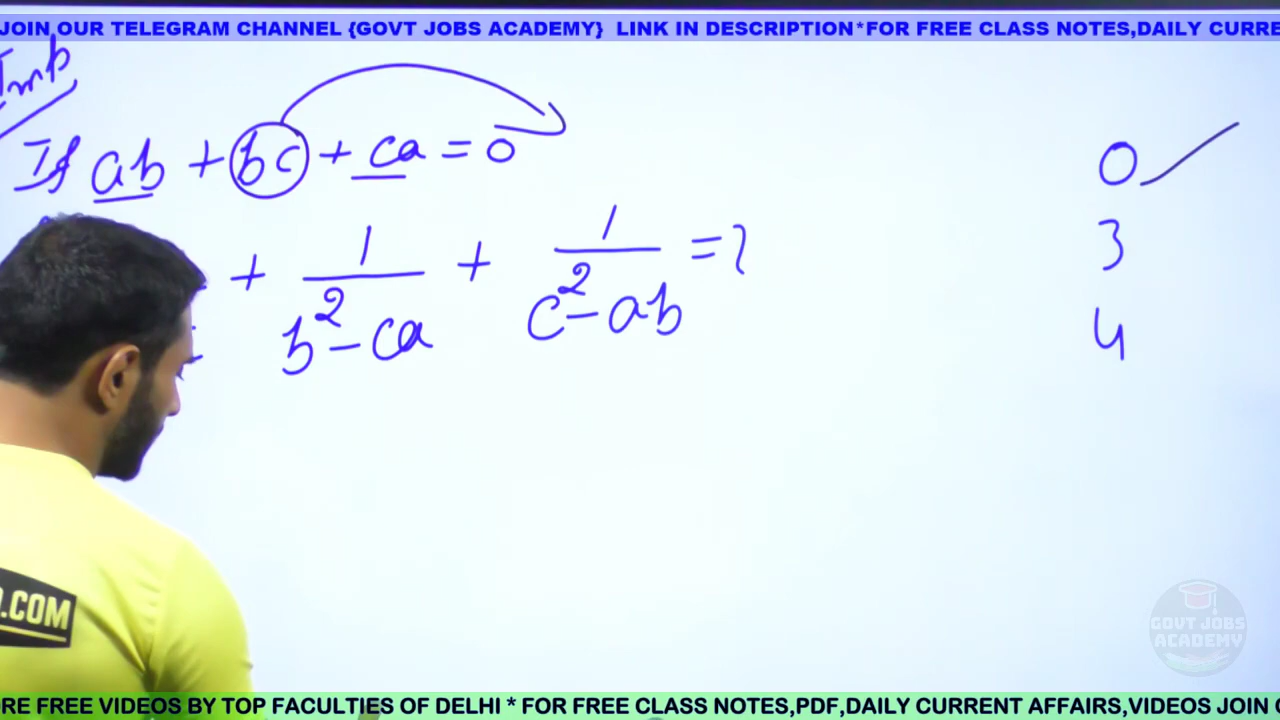 JOIN OUR TELEGRAM CHANNEL {GOVT JOBS ACADEMY} LINK IN DESCRIPTION*FOR FREE CLASS NOTES,DAILY CURRE
Imp
If ab + bc + ca = 0
+ 1/(b² - ca) + 1/(c² - ab) = ?
0
3
4
.COM
GOVT JOBS
ACADEMY
RE FREE VIDEOS BY TOP FACULTIES OF DELHI * FOR FREE CLASS NOTES,PDF,DAILY CURRENT AFFAIRS,VIDEOS JOIN